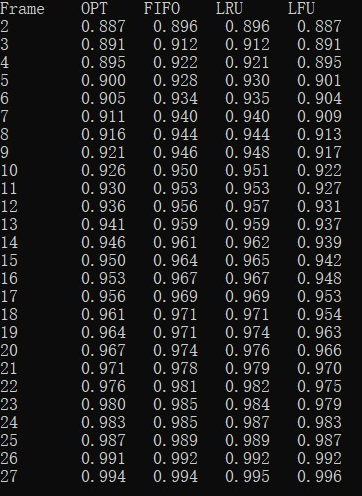 Frame OPT FIFO LRU LFU
2 0.887 0.896 0.896 0.887
3 0.891 0.912 0.912 0.891
4 0.895 0.922 0.921 0.895
5 0.900 0.928 0.930 0.901
6 0.905 0.934 0.935 0.904
7 0.911 0.940 0.940 0.909
8 0.916 0.944 0.944 0.913
9 0.921 0.946 0.948 0.917
10 0.926 0.950 0.951 0.922
11 0.930 0.953 0.953 0.927
12 0.936 0.956 0.957 0.931
13 0.941 0.959 0.959 0.937
14 0.946 0.961 0.962 0.939
15 0.950 0.964 0.965 0.942
16 0.953 0.967 0.967 0.948
17 0.956 0.969 0.969 0.953
18 0.961 0.971 0.971 0.954
19 0.964 0.971 0.974 0.963
20 0.967 0.974 0.976 0.966
21 0.971 0.978 0.979 0.970
22 0.976 0.981 0.982 0.975
23 0.980 0.985 0.984 0.979
24 0.983 0.985 0.987 0.983
25 0.987 0.989 0.989 0.987
26 0.991 0.992 0.992 0.992
27 0.994 0.994 0.995 0.996